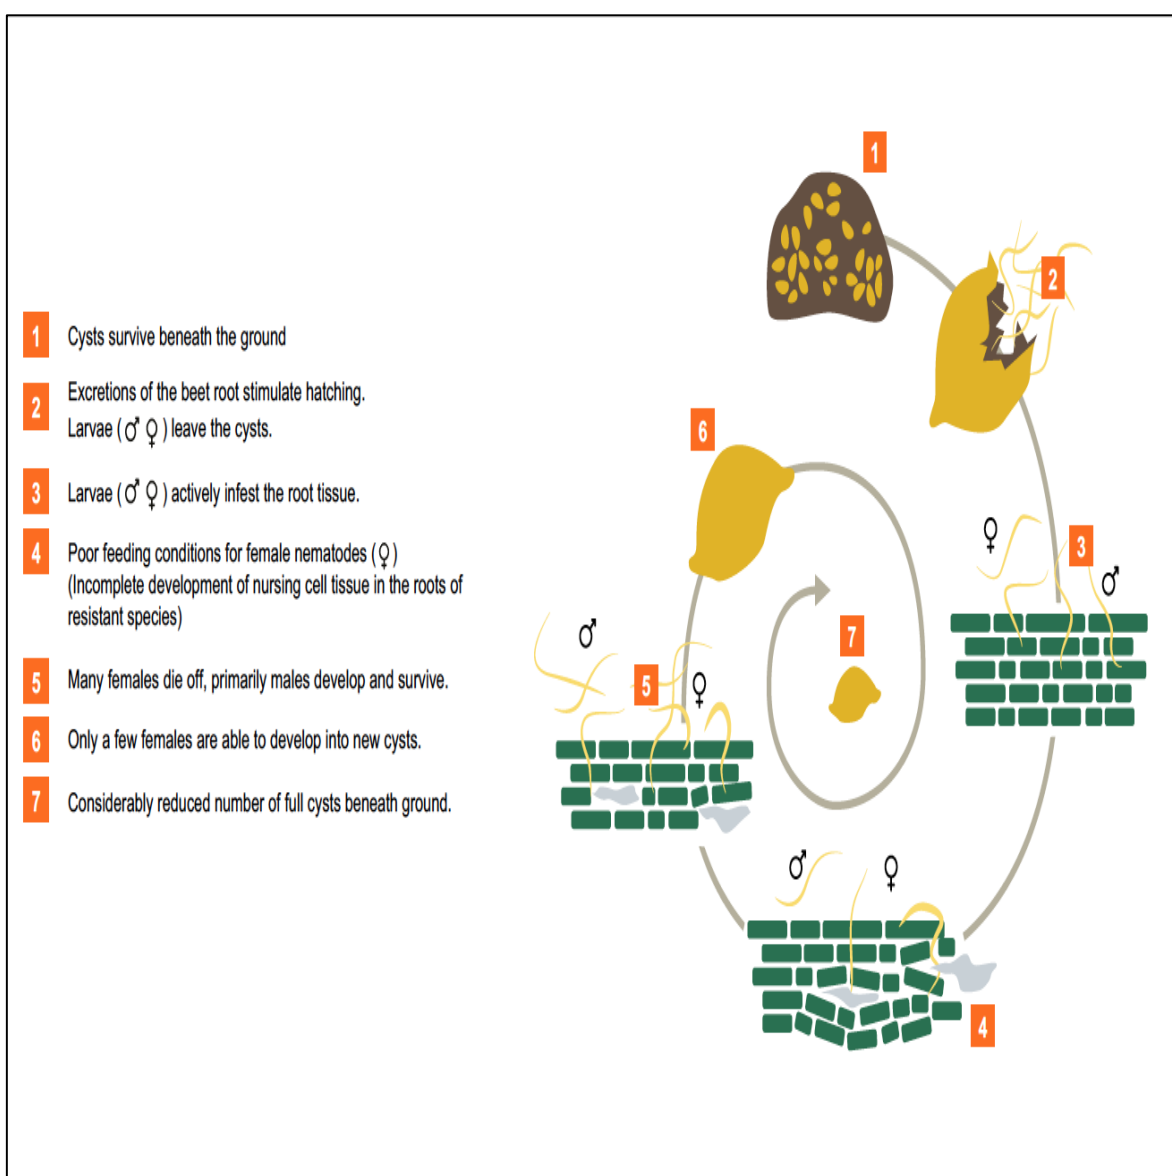 1 Cysts survive beneath the ground
2 Excretions of the beet root stimulate hatching.
Larvae (♂ ♀) leave the cysts.
3 Larvae (♂ ♀) actively infest the root tissue.
4 Poor feeding conditions for female nematodes (♀)
(Incomplete development of nursing cell tissue in the roots of
resistant species)
5 Many females die off, primarily males develop and survive.
6 Only a few females are able to develop into new cysts.
7 Considerably reduced number of full cysts beneath ground.
1
2
6
♀
3
♂
♂
7
5
♀
♂
♀
4